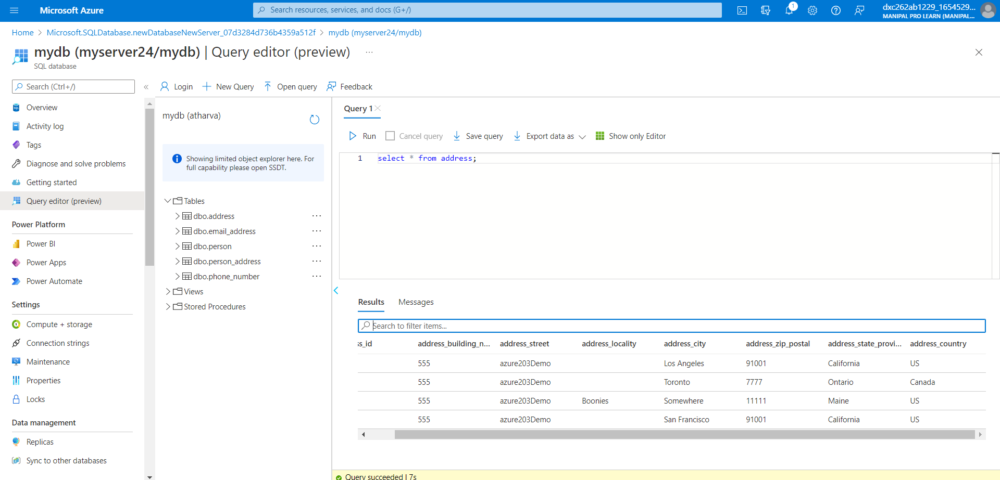 Microsoft Azure
Search resources, services, and docs (G+/)
1
dxc262ab1229_1654529...
MANIPAL PRO LEARN (MANIPAL...
Home > Microsoft.SQLDatabase.newDatabaseNewServer_07d3284d736b4359a512f > mydb (myserver24/mydb)
mydb (myserver24/mydb) | Query editor (preview) ...
SQL database
Search (Ctrl+/)
«
Login
New Query
Open query
Feedback
Overview
Activity log
Tags
Diagnose and solve problems
Getting started
Query editor (preview)
Power Platform
Power BI
Power Apps
Power Automate
Settings
Compute + storage
Connection strings
Maintenance
Properties
Locks
Data management
Replicas
Sync to other databases
mydb (atharva)
Showing limited object explorer here. For
full capability please open SSDT.
Tables
dbo.address ...
dbo.email_address ...
dbo.person ...
dbo.person_address ...
dbo.phone_number ...
Views
Stored Procedures
Query 1
Run
Cancel query
Save query
Export data as
Show only Editor
1 select * from address;
Results Messages
Search to filter items...
ss_id address_building_n... address_street address_locality address_city address_zip_postal address_state_provi... address_country
555 azure203Demo Los Angeles 91001 California US
555 azure203Demo Toronto 7777 Ontario Canada
555 azure203Demo Boonies Somewhere 11111 Maine US
555 azure203Demo San Francisco 91001 California US
Query succeeded | 7s